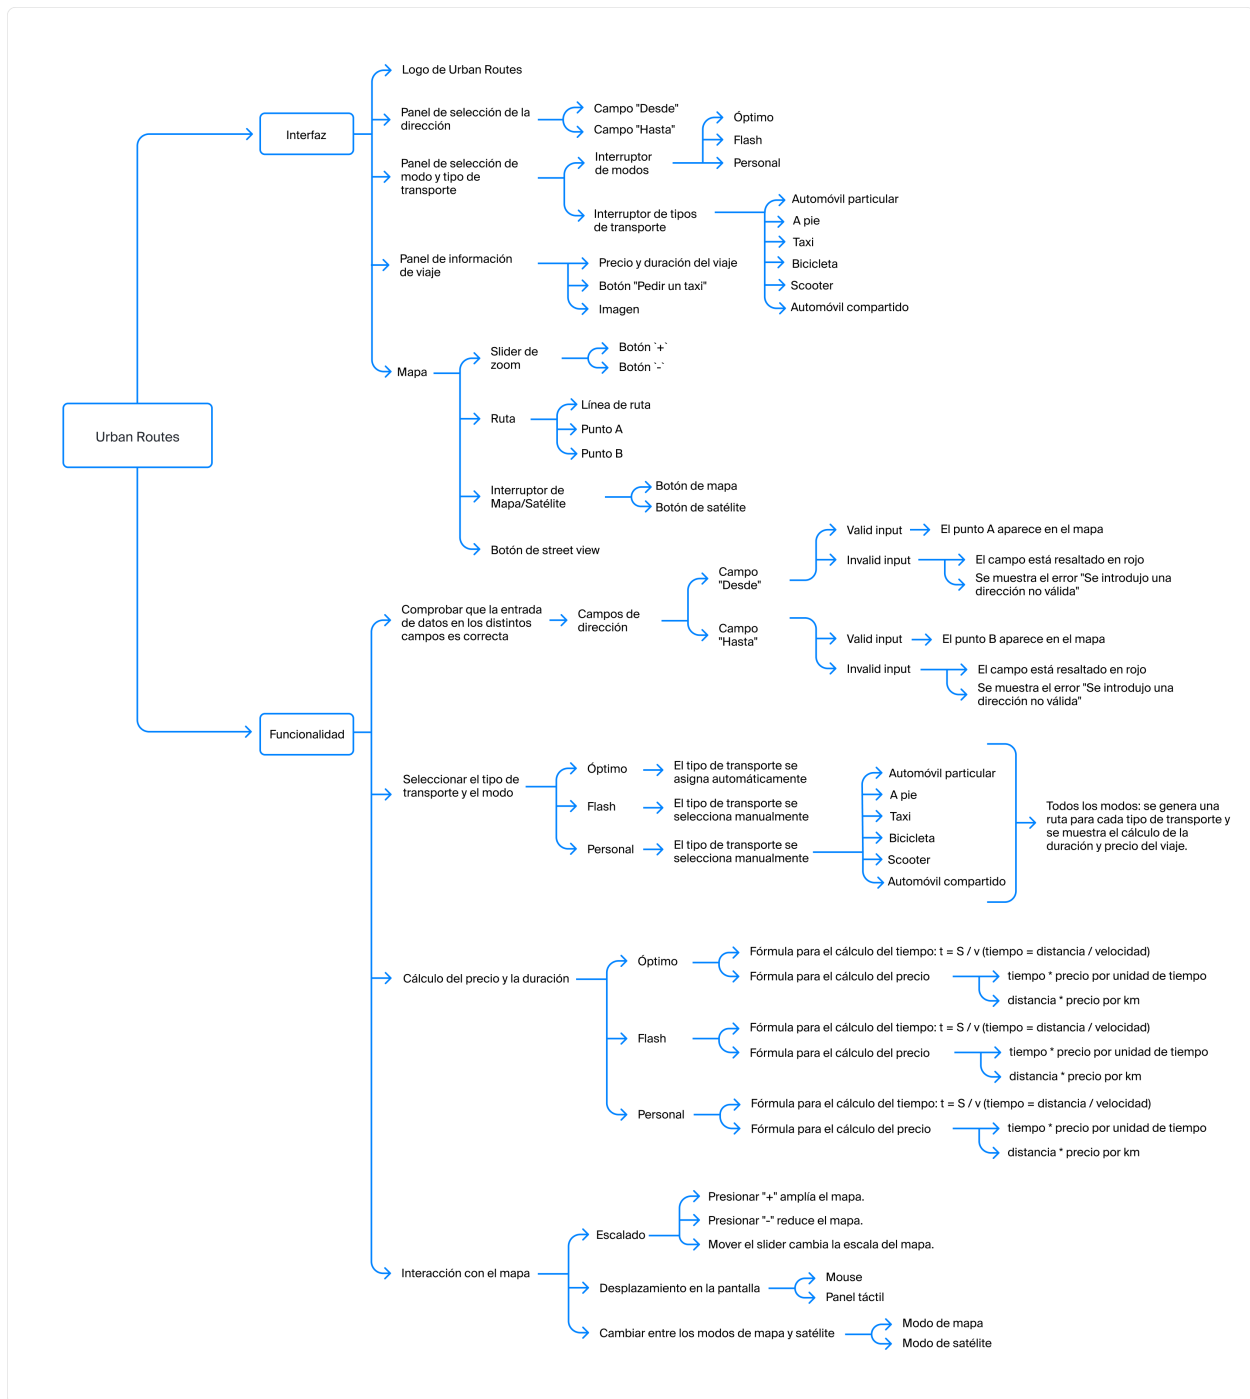 Urban Routes
Interfaz
Logo de Urban Routes
Panel de selección de la
dirección
Campo "Desde"
Campo "Hasta"
Panel de selección de
modo y tipo de
transporte
Interruptor
de modos
Óptimo
Flash
Personal
Interruptor de tipos
de transporte
Automóvil particular
A pie
Taxi
Bicicleta
Scooter
Automóvil compartido
Panel de información
de viaje
Precio y duración del viaje
Botón "Pedir un taxi"
Imagen
Mapa
Slider de
zoom
Botón `+`
Botón `-`
Ruta
Línea de ruta
Punto A
Punto B
Interruptor de
Mapa/Satélite
Botón de mapa
Botón de satélite
Botón de street view
Funcionalidad
Comprobar que la entrada
de datos en los distintos
campos es correcta
Campos de
dirección
Campo
"Desde"
Valid input
El punto A aparece en el mapa
Invalid input
El campo está resaltado en rojo
Se muestra el error "Se introdujo una
dirección no válida"
Campo
"Hasta"
Valid input
El punto B aparece en el mapa
Invalid input
El campo está resaltado en rojo
Se muestra el error "Se introdujo una
dirección no válida"
Seleccionar el tipo de
transporte y el modo
Óptimo
El tipo de transporte se
asigna automáticamente
Flash
El tipo de transporte se
selecciona manualmente
Personal
El tipo de transporte se
selecciona manualmente
Automóvil particular
A pie
Taxi
Bicicleta
Scooter
Automóvil compartido
Todos los modos: se genera una
ruta para cada tipo de transporte y
se muestra el cálculo de la
duración y precio del viaje.
Cálculo del precio y la duración
Óptimo
Fórmula para el cálculo del tiempo: t = S / v (tiempo = distancia / velocidad)
Fórmula para el cálculo del precio
tiempo * precio por unidad de tiempo
distancia * precio por km
Flash
Fórmula para el cálculo del tiempo: t = S / v (tiempo = distancia / velocidad)
Fórmula para el cálculo del precio
tiempo * precio por unidad de tiempo
distancia * precio por km
Personal
Fórmula para el cálculo del tiempo: t = S / v (tiempo = distancia / velocidad)
Fórmula para el cálculo del precio
tiempo * precio por unidad de tiempo
distancia * precio por km
Interacción con el mapa
Escalado
Presionar "+" amplía el mapa.
Presionar "-" reduce el mapa.
Mover el slider cambia la escala del mapa.
Desplazamiento en la pantalla
Mouse
Panel táctil
Cambiar entre los modos de mapa y satélite
Modo de mapa
Modo de satélite